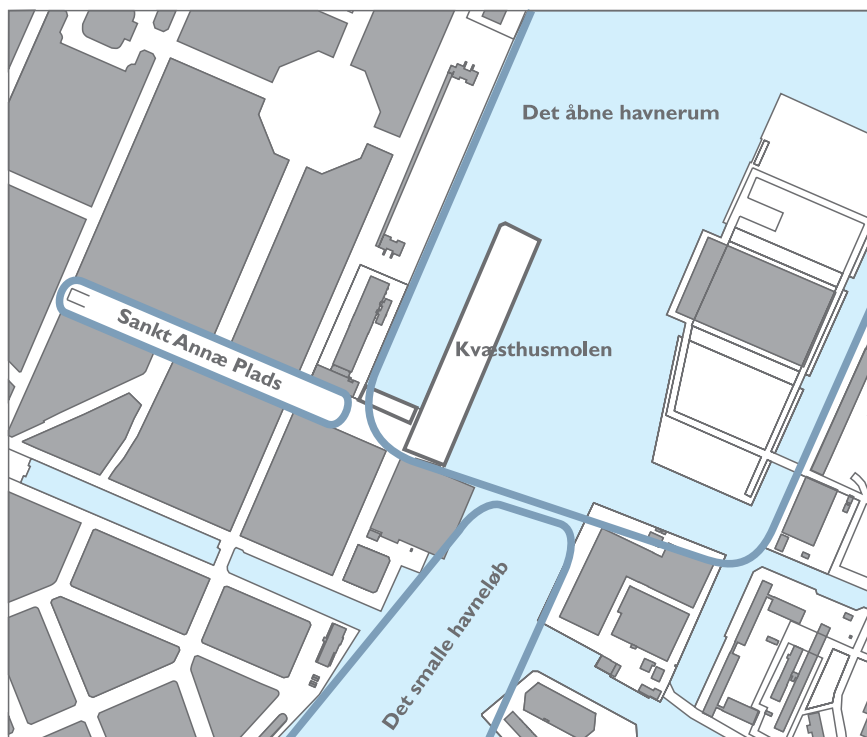 Det åbne havnerum
Sankt Annæ Plads
Kvæsthusmolen
Det smalle havneløb